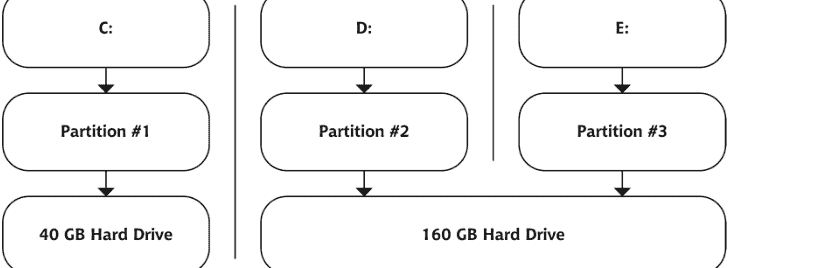 C:
D:
E:
Partition #1
Partition #2
Partition #3
40 GB Hard Drive
160 GB Hard Drive